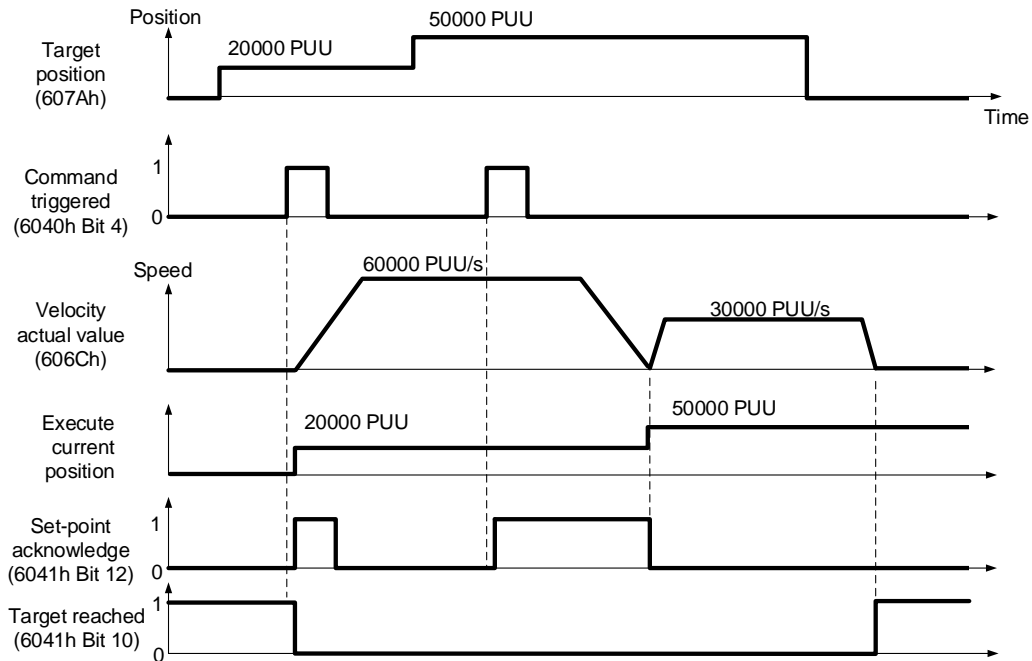 Position
Target
position
(607Ah)
20000 PUU
50000 PUU
Time
Command
triggered
(6040h Bit 4)
1
0
Speed
Velocity
actual value
(606Ch)
60000 PUU/s
30000 PUU/s
Execute
current
position
20000 PUU
50000 PUU
Set-point
acknowledge
(6041h Bit 12)
1
0
Target reached
(6041h Bit 10)
1
0